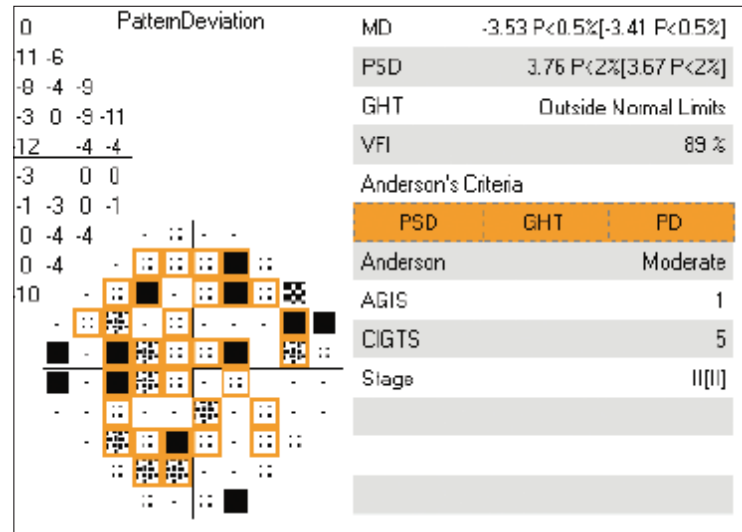 PatternDeviation
0
-11 -6
-8 -4 -9
-3 0 -9 -11
-12 -4 -4
-3 0 0
-1 -3 0 -1
0 -4 -4
0 -4
-10
MD -3.53 P<0.5%[-3.41 P<0.5%]
PSD 3.76 P<2%[3.67 P<2%]
GHT Outside Normal Limits
VFI 89 %
Anderson's Criteria
PSD GHT PD
Anderson Moderate
AGIS 1
CIGTS 5
Stage II[II]